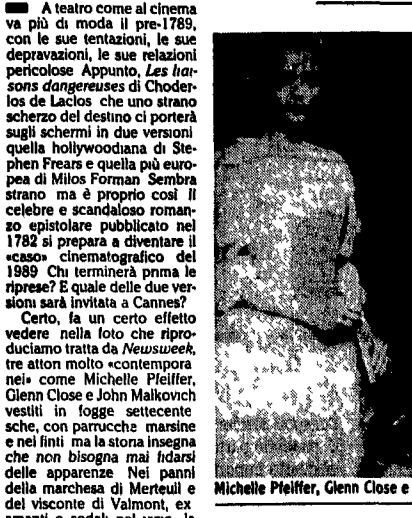 A teatro come al cinema
va più di moda il pre-1789,
con le sue tentazioni, le sue
depravazioni, le sue relazioni
pericolose Appunto, Les liai-
sons dangereuses di Choder-
los de Laclos che uno strano
scherzo del destino ci porterà
sugli schermi in due versioni
quella hollywoodiana di Ste-
phen Frears e quella più euro-
pea di Milos Forman Sembra
strano ma è proprio così Il
celebre e scandaloso roman-
zo epistolare pubblicato nel
1782 si prepara a diventare il
«caso» cinematografico del
1989 Chi terminerà prima le
riprese? E quale delle due ver-
sioni sarà invitata a Cannes?
Certo, fa un certo effetto
vedere nella foto che ripro-
duciamo tratta da Newsweek,
tre attori molto «contempora
nei» come Michelle Pfeiffer,
Glenn Close e John Malkovich
vestiti in fogge settecente
sche, con parrucche marsine
e nei finti ma la storia insegna
che non bisogna mai fidarsi
delle apparenze Nei panni
della marchesa di Merteuil e
del visconte di Valmont, ex
Michelle Pfeiffer, Glenn Close e